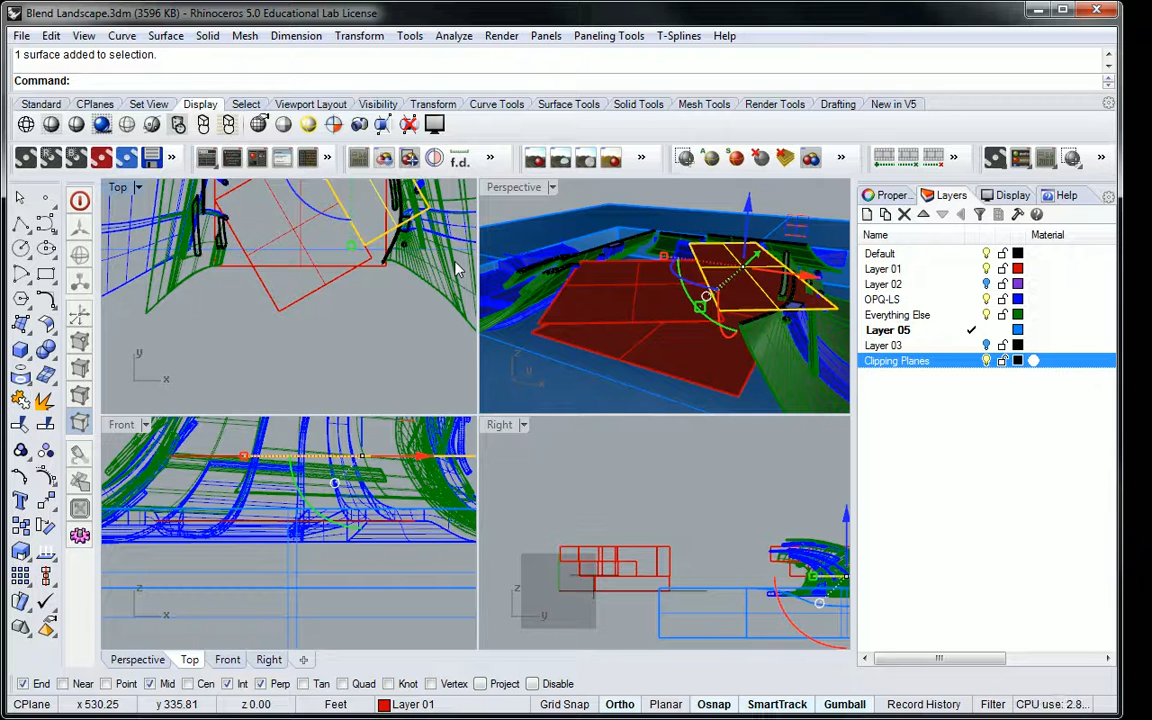 Blend Landscape.3dm (3596 KB) - Rhinoceros 5.0 Educational Lab License
File Edit View Curve Surface Solid Mesh Dimension Transform Tools Analyze Render Panels Paneling Tools T-Splines Help
1 surface added to selection.
Command:
Standard CPlanes Set View Display Select Viewport Layout Visibility Transform Curve Tools Surface Tools Solid Tools Mesh Tools Render Tools Drafting New in V5
f.d.
Top
Perspective
Proper Layers Display Help
Name Material
Default
Layer 01
Layer 02
OPQ-LS
Everything Else
Layer 05
Layer 03
Clipping Planes
y
x
Front
Right
z
x
z
y
Perspective Top Front Right
End Near Point Mid Cen Int Perp Tan Quad Knot Vertex Project Disable
CPlane x 530.25 y 335.81 z 0.00 Feet Layer 01 Grid Snap Ortho Planar Osnap SmartTrack Gumball Record History Filter CPU use: 2.8...